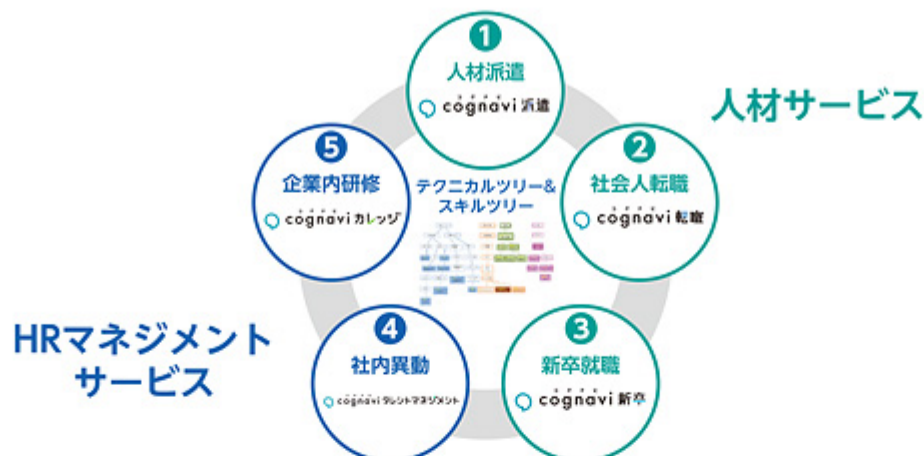 1
人材派遣
cognavi 派遣
人材サービス
2
社会人転職
cognavi 転職
3
新卒就職
cognavi 新卒
4
社内異動
cognavi タレントマネジメント
5
企業内研修
cognavi カレッジ
テクニカルツリー&
スキルツリー
HRマネジメント
サービス